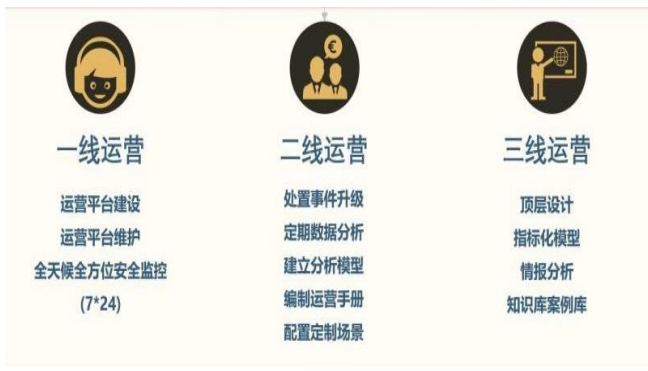 一线运营
运营平台建设
运营平台维护
全天候全方位安全监控
(7*24)
€
二线运营
处置事件升级
定期数据分析
建立分析模型
编制运营手册
配置定制场景
三线运营
顶层设计
指标化模型
情报分析
知识库案例库